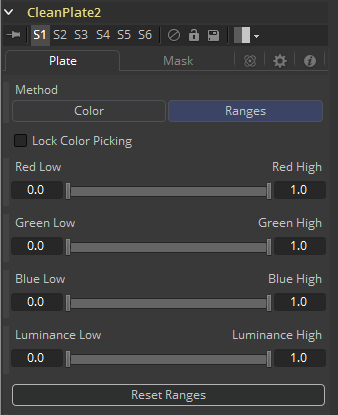 CleanPlate2
S1 S2 S3 S4 S5 S6
Plate Mask
Method
Color Ranges
Lock Color Picking
Red Low Red High
0.0 1.0
Green Low Green High
0.0 1.0
Blue Low Blue High
0.0 1.0
Luminance Low Luminance High
0.0 1.0
Reset Ranges